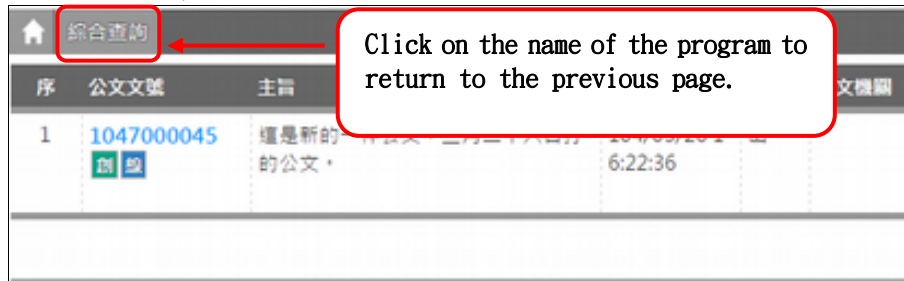 綜合查詢
Click on the name of the program to
return to the previous page.
序 公文文號 主旨 文機關
1 1047000045
創 線
這是新的一
的公文，
6:22:36